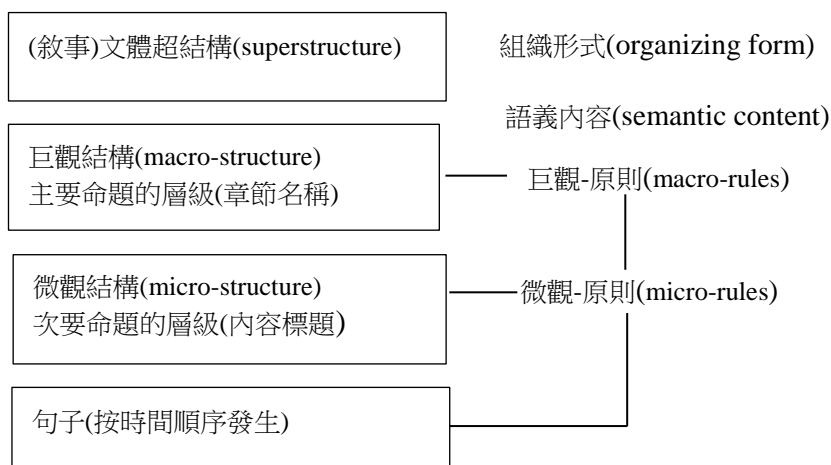 (敘事)文體超結構(superstructure)
組織形式(organizing form)
語義內容(semantic content)
巨觀結構(macro-structure)
主要命題的層級(章節名稱)
巨觀-原則(macro-rules)
微觀結構(micro-structure)
次要命題的層級(內容標題)
微觀-原則(micro-rules)
句子(按時間順序發生)